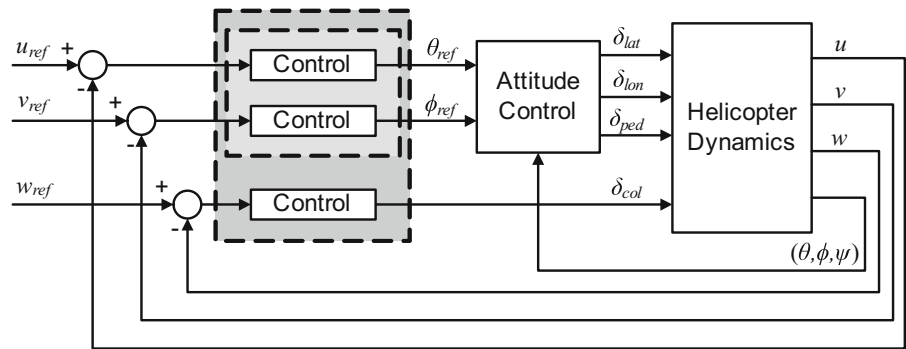 u_ref + - Control θ_ref
v_ref + - Control ϕ_ref
w_ref + - Control
Attitude
Control
δ_lat
δ_lon
δ_ped
δ_col
Helicopter
Dynamics
u
v
w
(θ,ϕ,ψ)